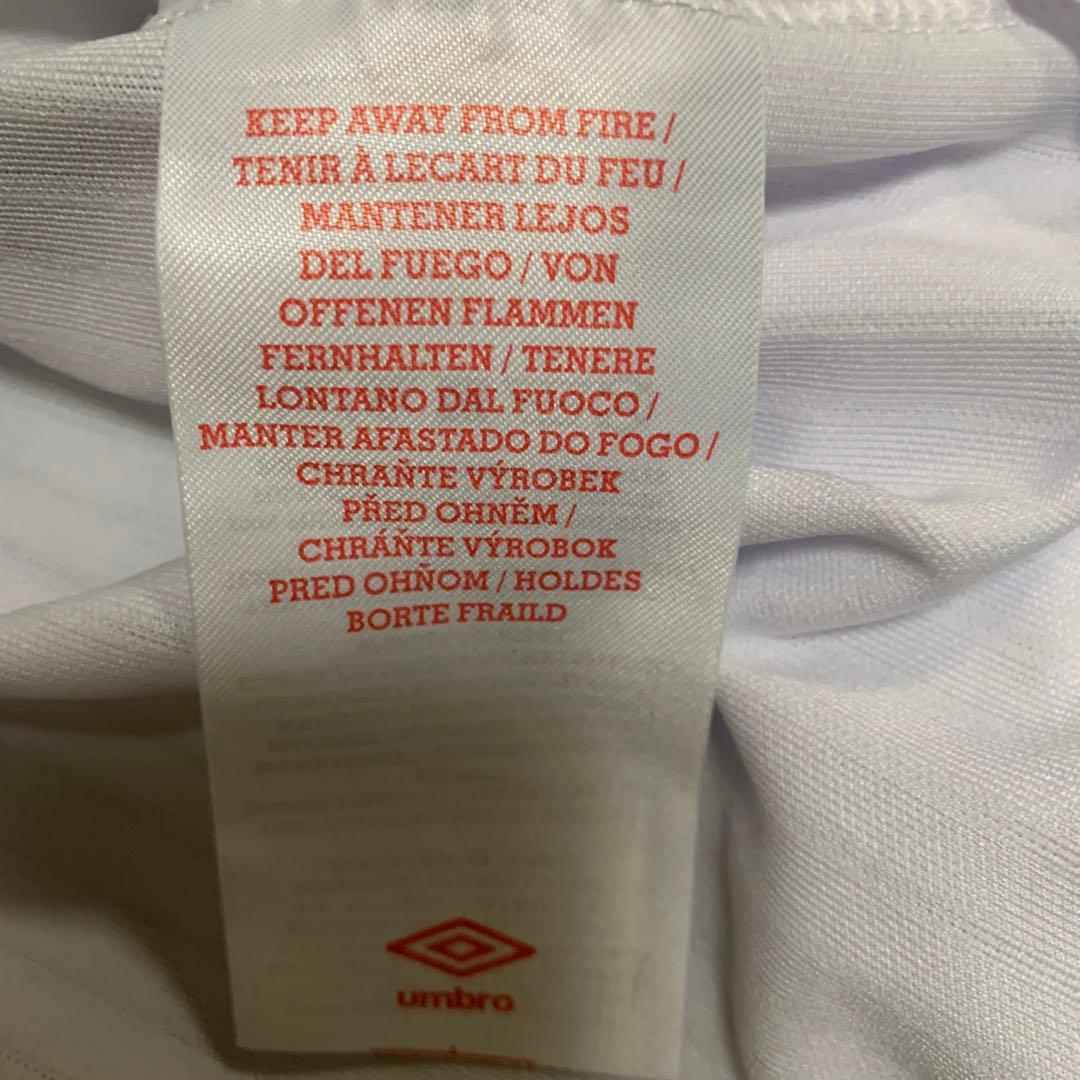 KEEP AWAY FROM FIRE /
TENIR À LECART DU FEU /
MANTENER LEJOS
DEL FUEGO / VON
OFFENEN FLAMMEN
FERNHALTEN / TENERE
LONTANO DAL FUOCO /
MANTER AFASTADO DO FOGO /
CHRAŇTE VÝROBEK
PŘED OHNĚM /
CHRÁŇTE VÝROBOK
PRED OHŇOM / HOLDES
BORTE FRAILD
umbro